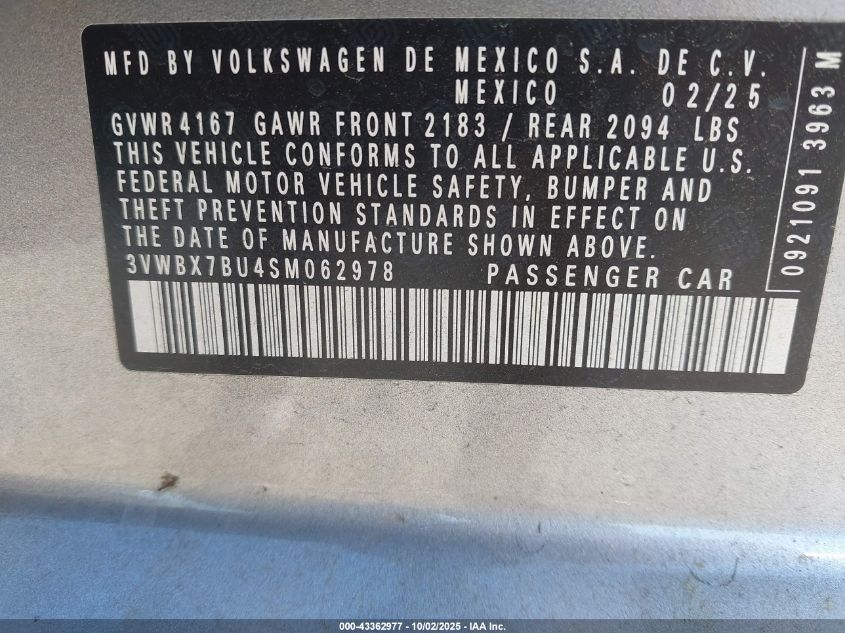 MFD BY VOLKSWAGEN DE MEXICO S.A. DE C.V.
MEXICO 02/25
GVWR 4167 GAWR FRONT 2183 / REAR 2094 LBS
THIS VEHICLE CONFORMS TO ALL APPLICABLE U.S.
FEDERAL MOTOR VEHICLE SAFETY, BUMPER AND
THEFT PREVENTION STANDARDS IN EFFECT ON
THE DATE OF MANUFACTURE SHOWN ABOVE.
3VWBX7BU4SM062978 PASSENGER CAR
0921091 3963 M
000-43362977 - 10/02/2025 - IAA Inc.